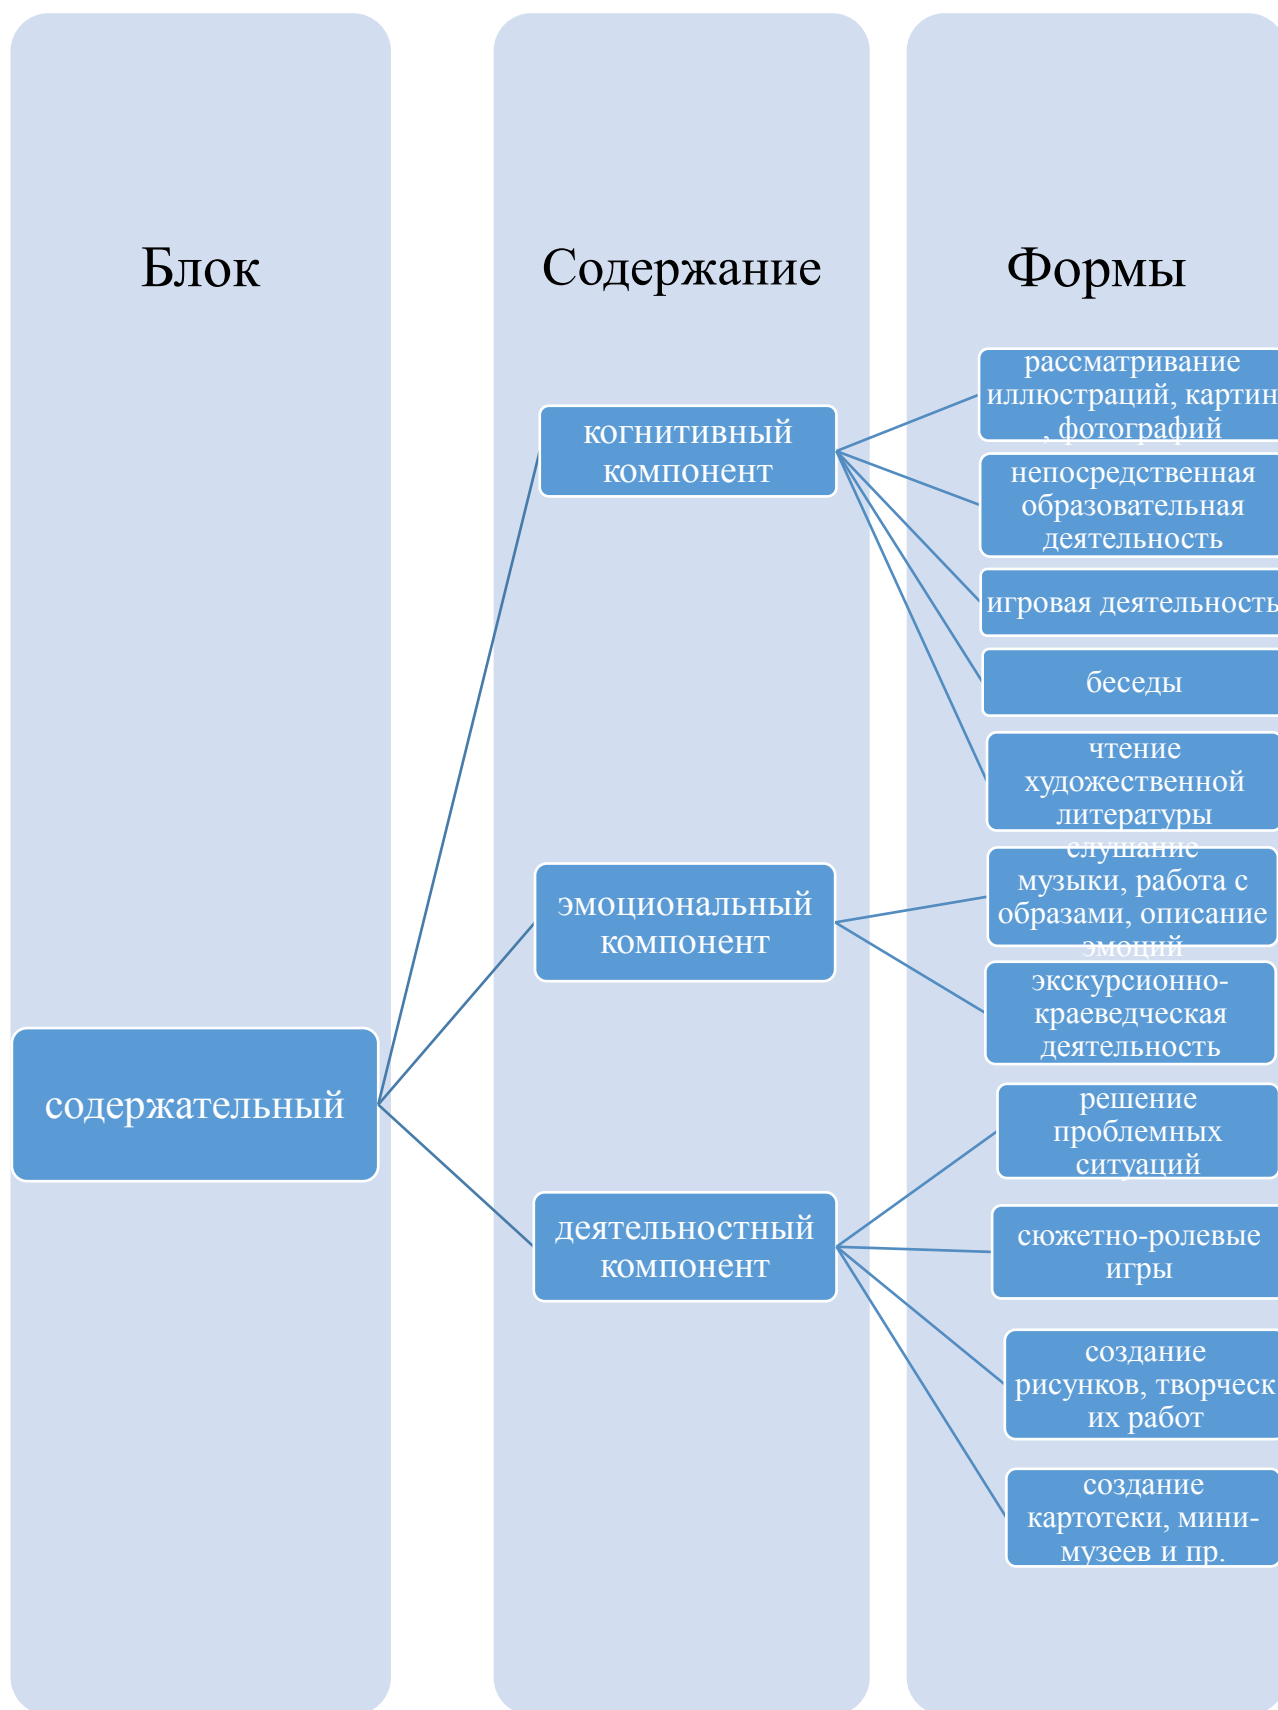 Блок
Содержание
Формы
содержательный
когнитивный
компонент
рассматривание
иллюстраций, картин
, фотографий
непосредственная
образовательная
деятельность
игровая деятельность
беседы
чтение
художественной
литературы
эмоциональный
компонент
слушание
музыки, работа с
образами, описание
эмоций
экскурсионно-
краеведческая
деятельность
деятельностный
компонент
решение
проблемных
ситуаций
сюжетно-ролевые
игры
создание
рисунков, творческ
их работ
создание
картотеки, мини-
музеев и пр.